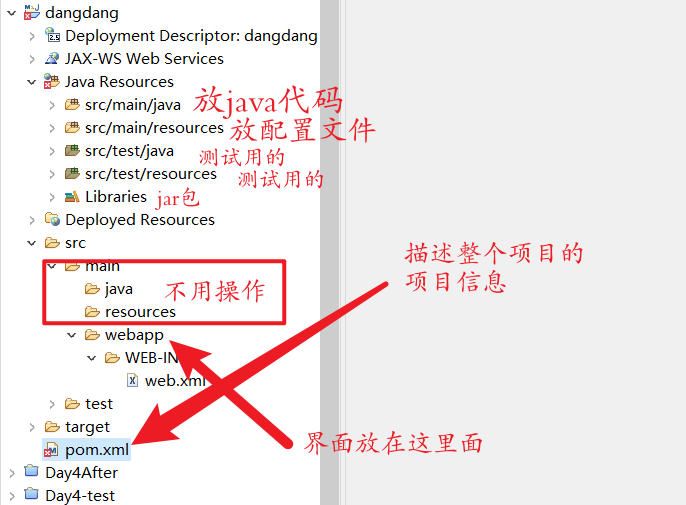 dangdang
Deployment Descriptor: dangdang
JAX-WS Web Services
Java Resources
src/main/java 放java代码
src/main/resources 放配置文件
src/test/java 测试用的
src/test/resources 测试用的
Libraries jar包
Deployed Resources
src
main
java 不用操作
resources
描述整个项目的
项目信息
webapp
WEB-IN
web.xml
test
target
界面放在这里面
pom.xml
Day4After
Day4-test